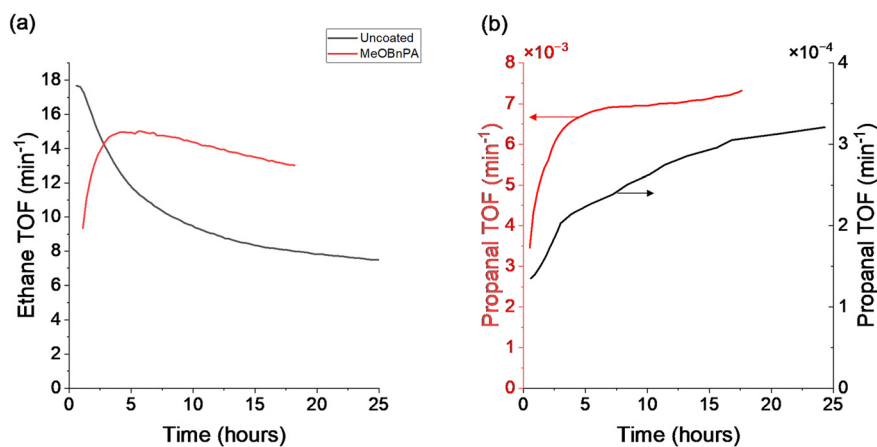 (a)
Uncoated
MeOBnPA
Ethane TOF (min⁻¹)
18
16
14
12
10
8
6
4
2
0
0 5 10 15 20 25
Time (hours)
(b)
×10⁻³
×10⁻⁴
Propanal TOF (min⁻¹)
8
7
6
5
4
3
2
1
0
4
3
2
1
0
Propanal TOF (min⁻¹)
0 5 10 15 20 25
Time (hours)